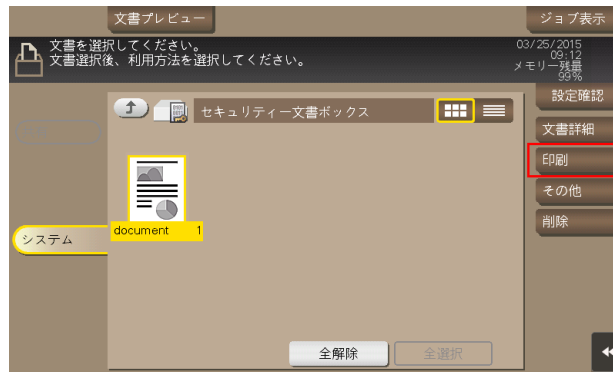 文書プレビュー
ジョブ表示
文書を選択してください。
文書選択後、利用方法を選択してください。
03/25/2015
09:12
メモリー残量
99%
設定確認
セキュリティー文書ボックス
文書詳細
印刷
その他
削除
document 1
システム
全解除
全選択